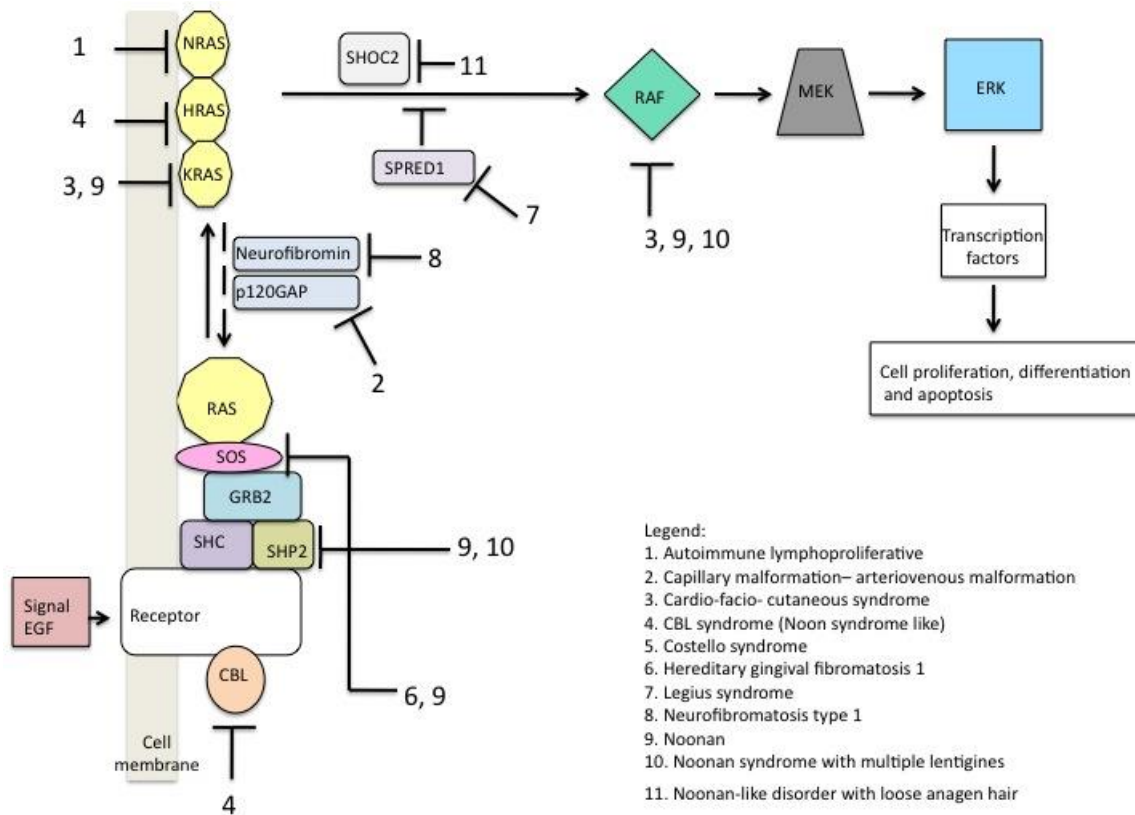 1
NRAS
4
HRAS
3, 9
KRAS
SHOC2
11
SPRED1
7
RAF
3, 9, 10
MEK
ERK
Transcription
factors
Cell proliferation, differentiation
and apoptosis
Neurofibromin
8
p120GAP
2
RAS
SOS
GRB2
SHC
SHP2
9, 10
Signal
EGF
Receptor
CBL
6, 9
4
Cell
membrane
Legend:
1. Autoimmune lymphoproliferative
2. Capillary malformation– arteriovenous malformation
3. Cardio-facio- cutaneous syndrome
4. CBL syndrome (Noon syndrome like)
5. Costello syndrome
6. Hereditary gingival fibromatosis 1
7. Legius syndrome
8. Neurofibromatosis type 1
9. Noonan
10. Noonan syndrome with multiple lentigines
11. Noonan-like disorder with loose anagen hair